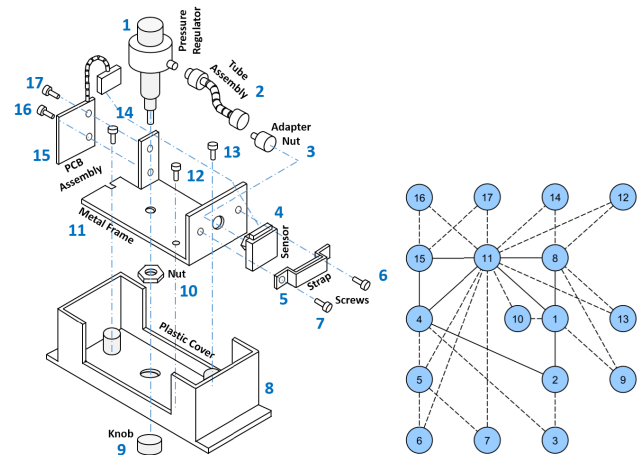 1
Pressure
Regulator
Tube
Assembly
2
17
16
14
15
PCB
Assembly
13
12
Adapter
Nut
3
4
Sensor
11
Metal Frame
Nut
10
5
Strap
6
Screws
7
Plastic Cover
8
Knob
9
16
17
14
12
15
11
8
4
10
1
13
5
2
9
6
7
3